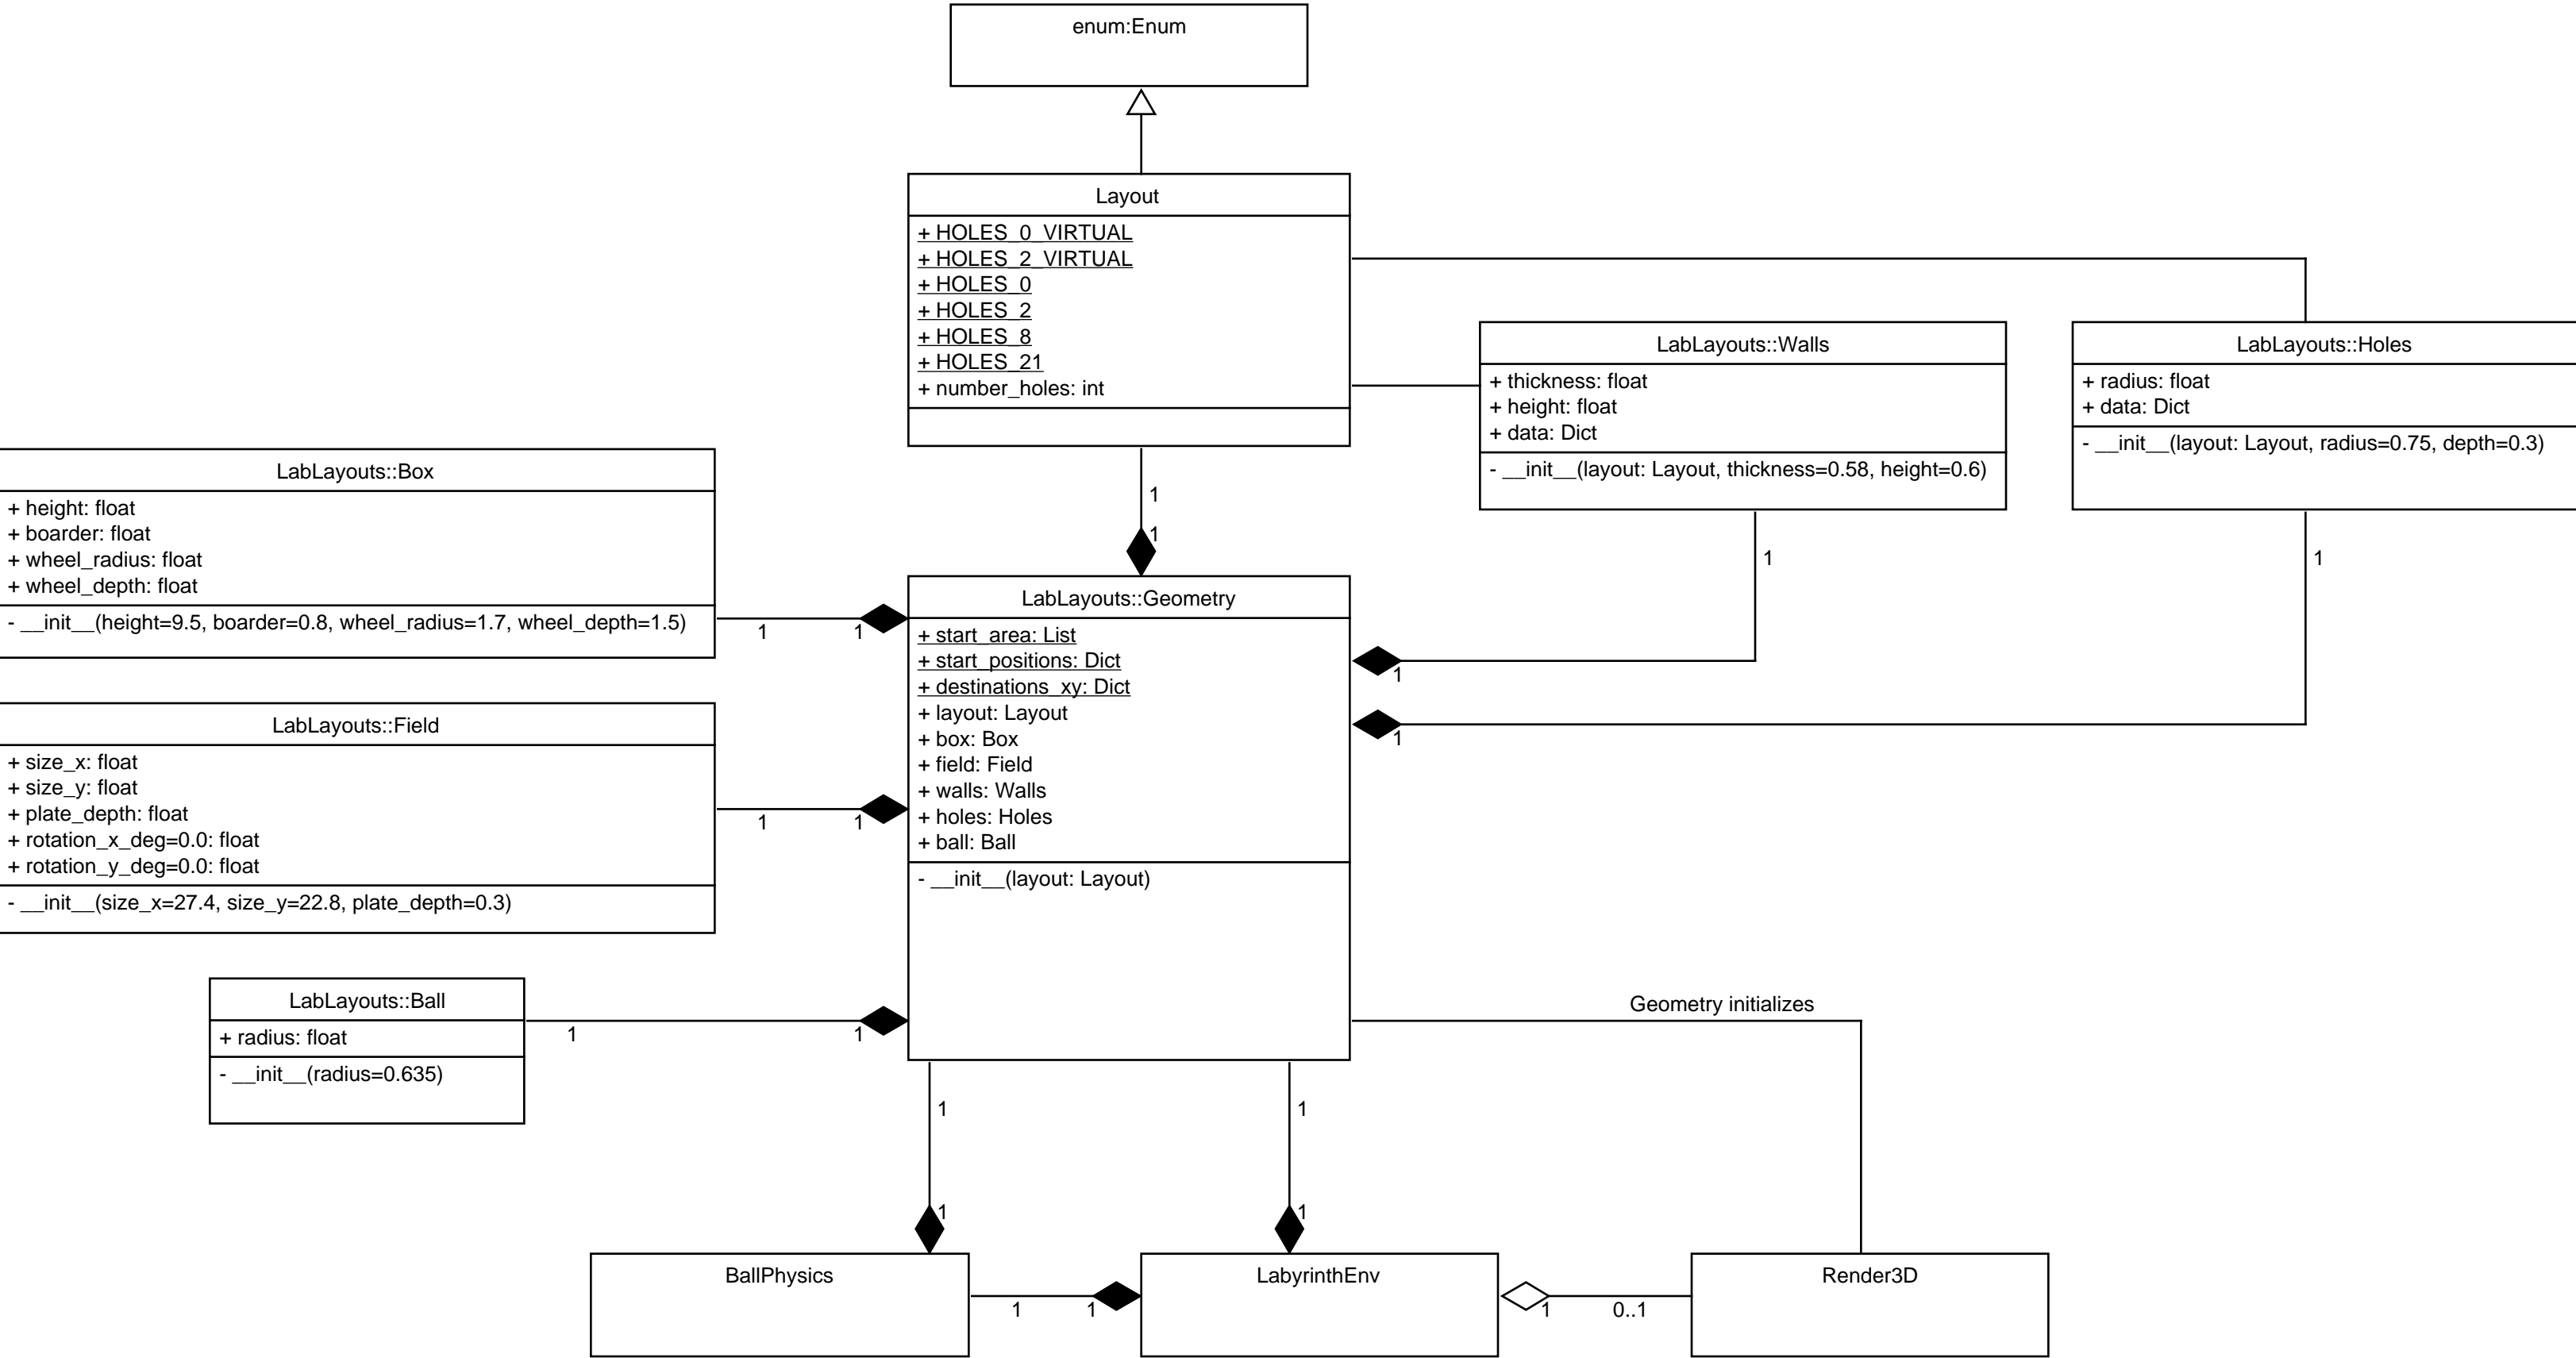 enum:Enum
Layout
+ HOLES_0_VIRTUAL
+ HOLES_2_VIRTUAL
+ HOLES_0
+ HOLES_2
+ HOLES_8
+ HOLES_21
+ number_holes: int
LabLayouts::Walls
+ thickness: float
+ height: float
+ data: Dict
- __init__(layout: Layout, thickness=0.58, height=0.6)
LabLayouts::Holes
+ radius: float
+ data: Dict
- __init__(layout: Layout, radius=0.75, depth=0.3)
LabLayouts::Box
+ height: float
+ boarder: float
+ wheel_radius: float
+ wheel_depth: float
- __init__(height=9.5, boarder=0.8, wheel_radius=1.7, wheel_depth=1.5)
1
1
1
1
LabLayouts::Geometry
+ start_area: List
+ start_positions: Dict
+ destinations_xy: Dict
+ layout: Layout
+ box: Box
+ field: Field
+ walls: Walls
+ holes: Holes
+ ball: Ball
- __init__(layout: Layout)
1
1
1
1
LabLayouts::Field
+ size_x: float
+ size_y: float
+ plate_depth: float
+ rotation_x_deg=0.0: float
+ rotation_y_deg=0.0: float
- __init__(size_x=27.4, size_y=22.8, plate_depth=0.3)
1
1
LabLayouts::Ball
+ radius: float
- __init__(radius=0.635)
1
1
Geometry initializes
1
1
1
1
BallPhysics
LabyrinthEnv
Render3D
1
1
1
0..1